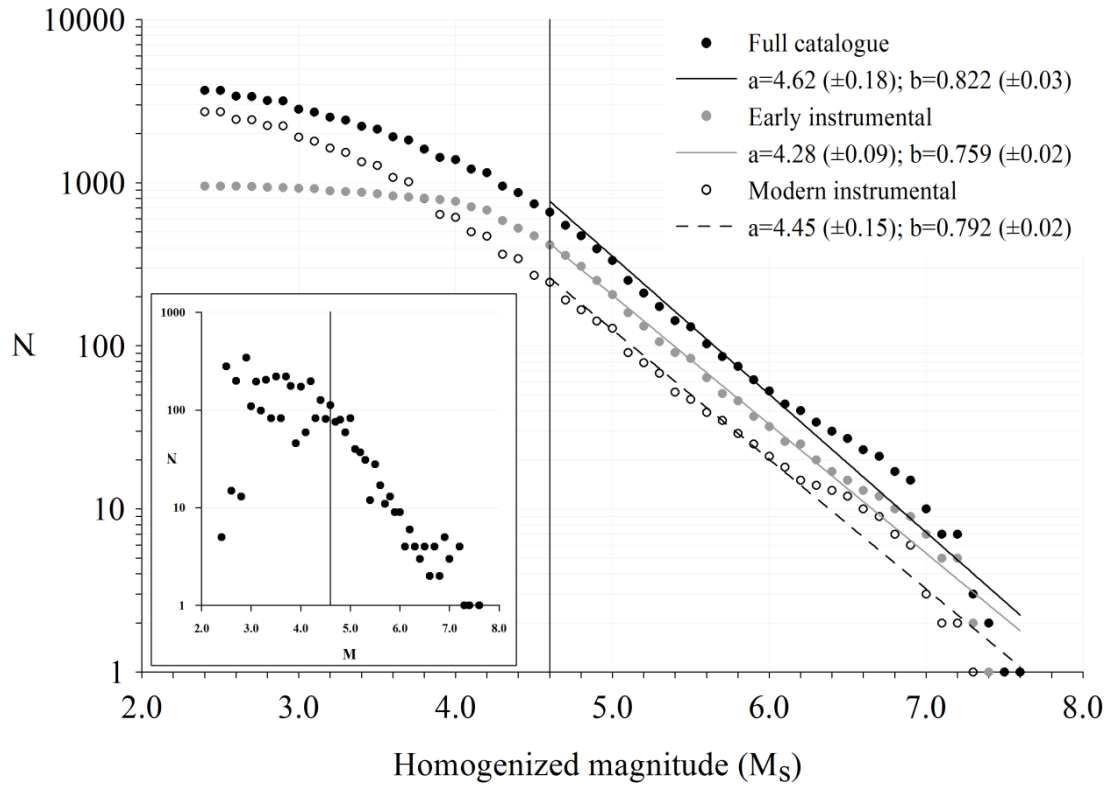 10000
Full catalogue
a=4.62 (±0.18); b=0.822 (±0.03)
Early instrumental
1000
a=4.28 (±0.09); b=0.759 (±0.02)
Modern instrumental
a=4.45 (±0.15); b=0.792 (±0.02)
N
100
10
1
1000
100
N
10
1
2.0 3.0 4.0 5.0 6.0 7.0 8.0
M
2.0 3.0 4.0 5.0 6.0 7.0 8.0
Homogenized magnitude (MS)